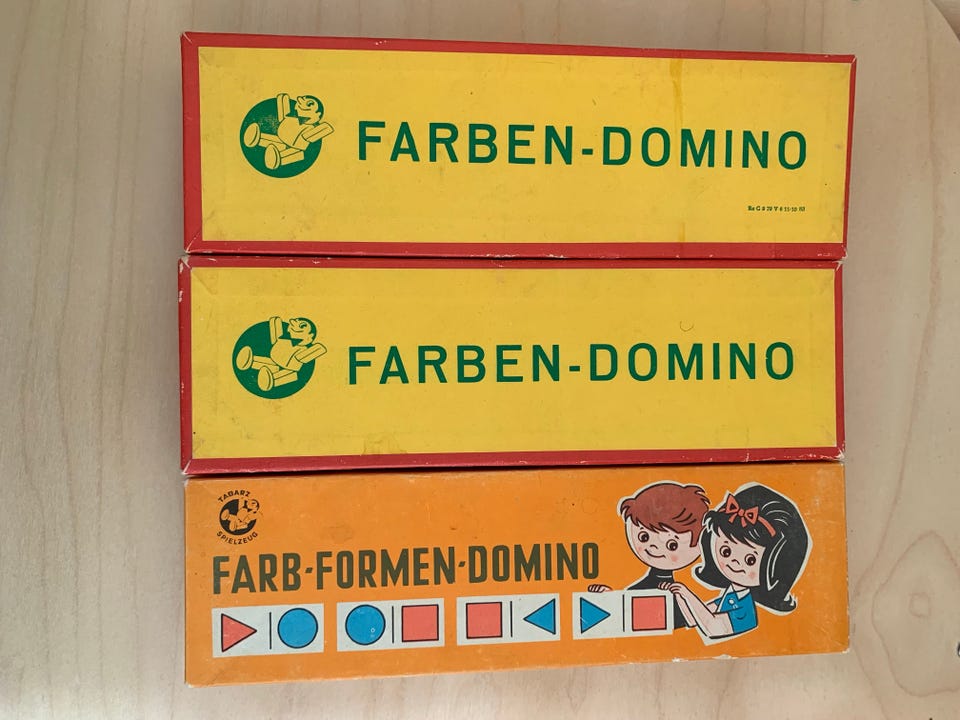 FARBEN-DOMINO
FARBEN-DOMINO
TABARZ
SPIELZEUG
FARB-FORMEN-DOMINO